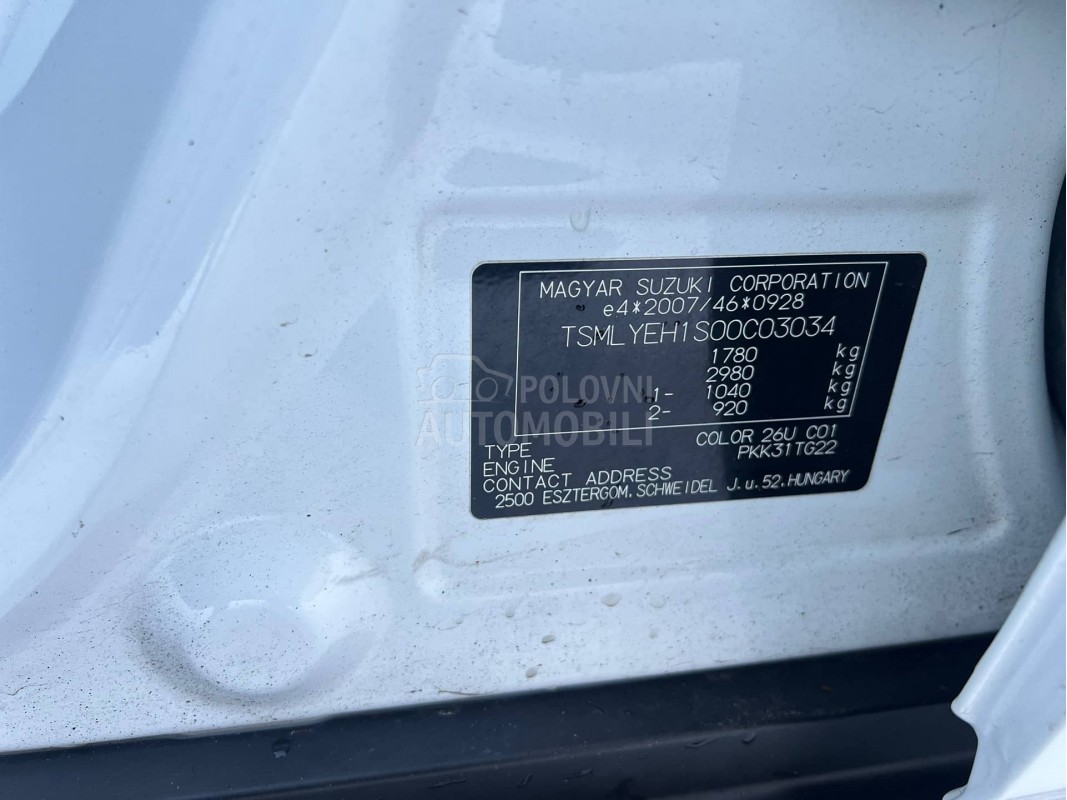 MAGYAR SUZUKI CORPORATION
e4*2007/46*0928
TSMLYEH1S00C03034
1780 kg
2980 kg
1- 1040 kg
2- 920 kg
TYPE COLOR 26U C01
ENGINE PKK31TG22
CONTACT ADDRESS
2500 ESZTERGOM, SCHWEIDEL J.u.52.HUNGARY
POLOVNI
AUTOMOBILI